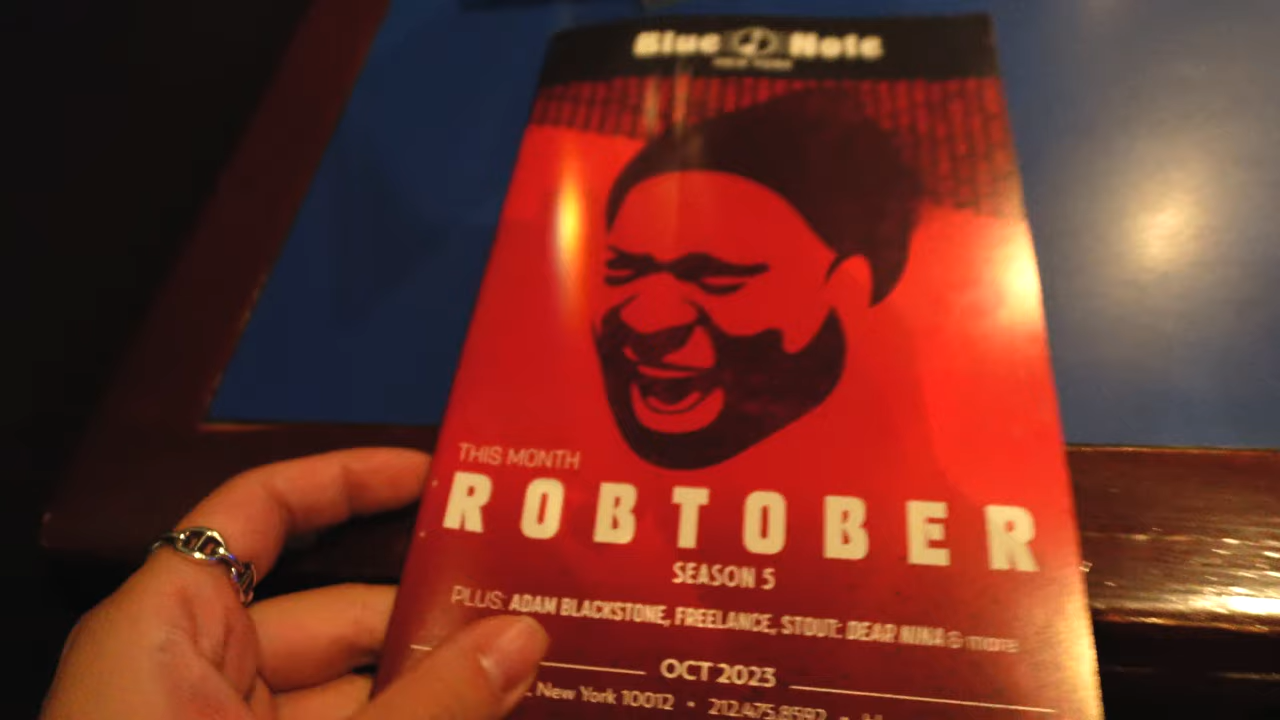 Blue Note
NEW YORK
THIS MONTH
ROBTOBER
SEASON 5
PLUS: ADAM BLACKSTONE, FREELANCE, STOUT: DEAR NINA & more
OCT 2023
New York 10012 • 212.475.8592 •